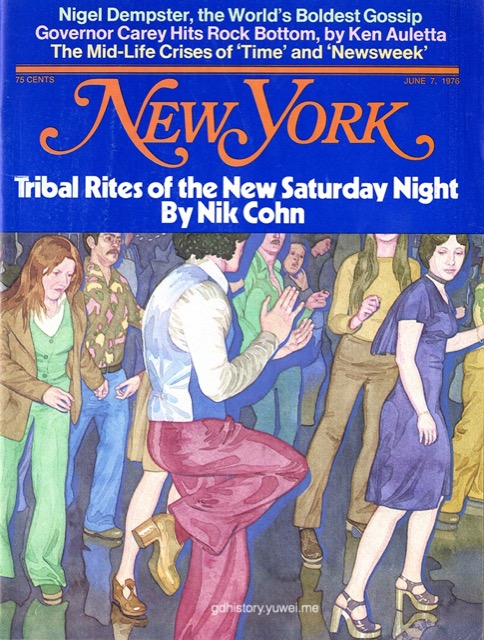 Nigel Dempster, the World's Boldest Gossip
Governor Carey Hits Rock Bottom, by Ken Auletta
The Mid-Life Crises of 'Time' and 'Newsweek'
75 CENTS
JUNE 7, 1976
NEW YORK
Tribal Rites of the New Saturday Night
By Nik Cohn
gdhistory.yuwei.me